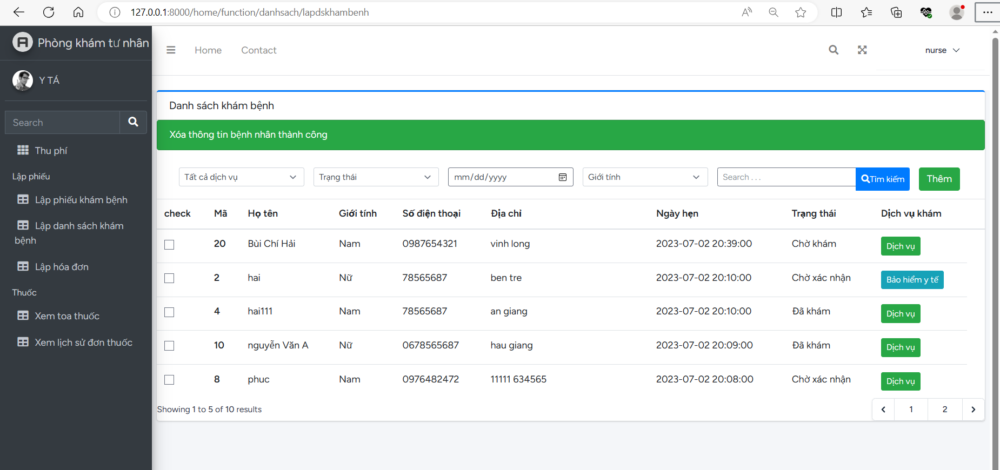 127.0.0.1:8000/home/function/danhsach/lapdskhambenh
Phòng khám tư nhân
Y TÁ
Search
Thu phí
Lập phiếu
Lập phiếu khám bệnh
Lập danh sách khám
bệnh
Lập hóa đơn
Thuốc
Xem toa thuốc
Xem lịch sử đơn thuốc
Home Contact nurse
Danh sách khám bệnh
Xóa thông tin bệnh nhân thành công
Tất cả dịch vụ Trạng thái mm/dd/yyyy Giới tính Search . . . Tìm kiếm Thêm
check Mã Họ tên Giới tính Số điện thoại Địa chỉ Ngày hẹn Trạng thái Dịch vụ khám
20 Bùi Chí Hải Nam 0987654321 vinh long 2023-07-02 20:39:00 Chờ khám Dịch vụ
2 hai Nữ 78565687 ben tre 2023-07-02 20:10:00 Chờ xác nhận Bảo hiểm y tế
4 hai111 Nam 78565687 an giang 2023-07-02 20:10:00 Đã khám Dịch vụ
10 nguyễn Văn A Nữ 0678565687 hau giang 2023-07-02 20:09:00 Đã khám Dịch vụ
8 phuc Nam 0976482472 11111 634565 2023-07-02 20:08:00 Chờ xác nhận Dịch vụ
Showing 1 to 5 of 10 results 1 2